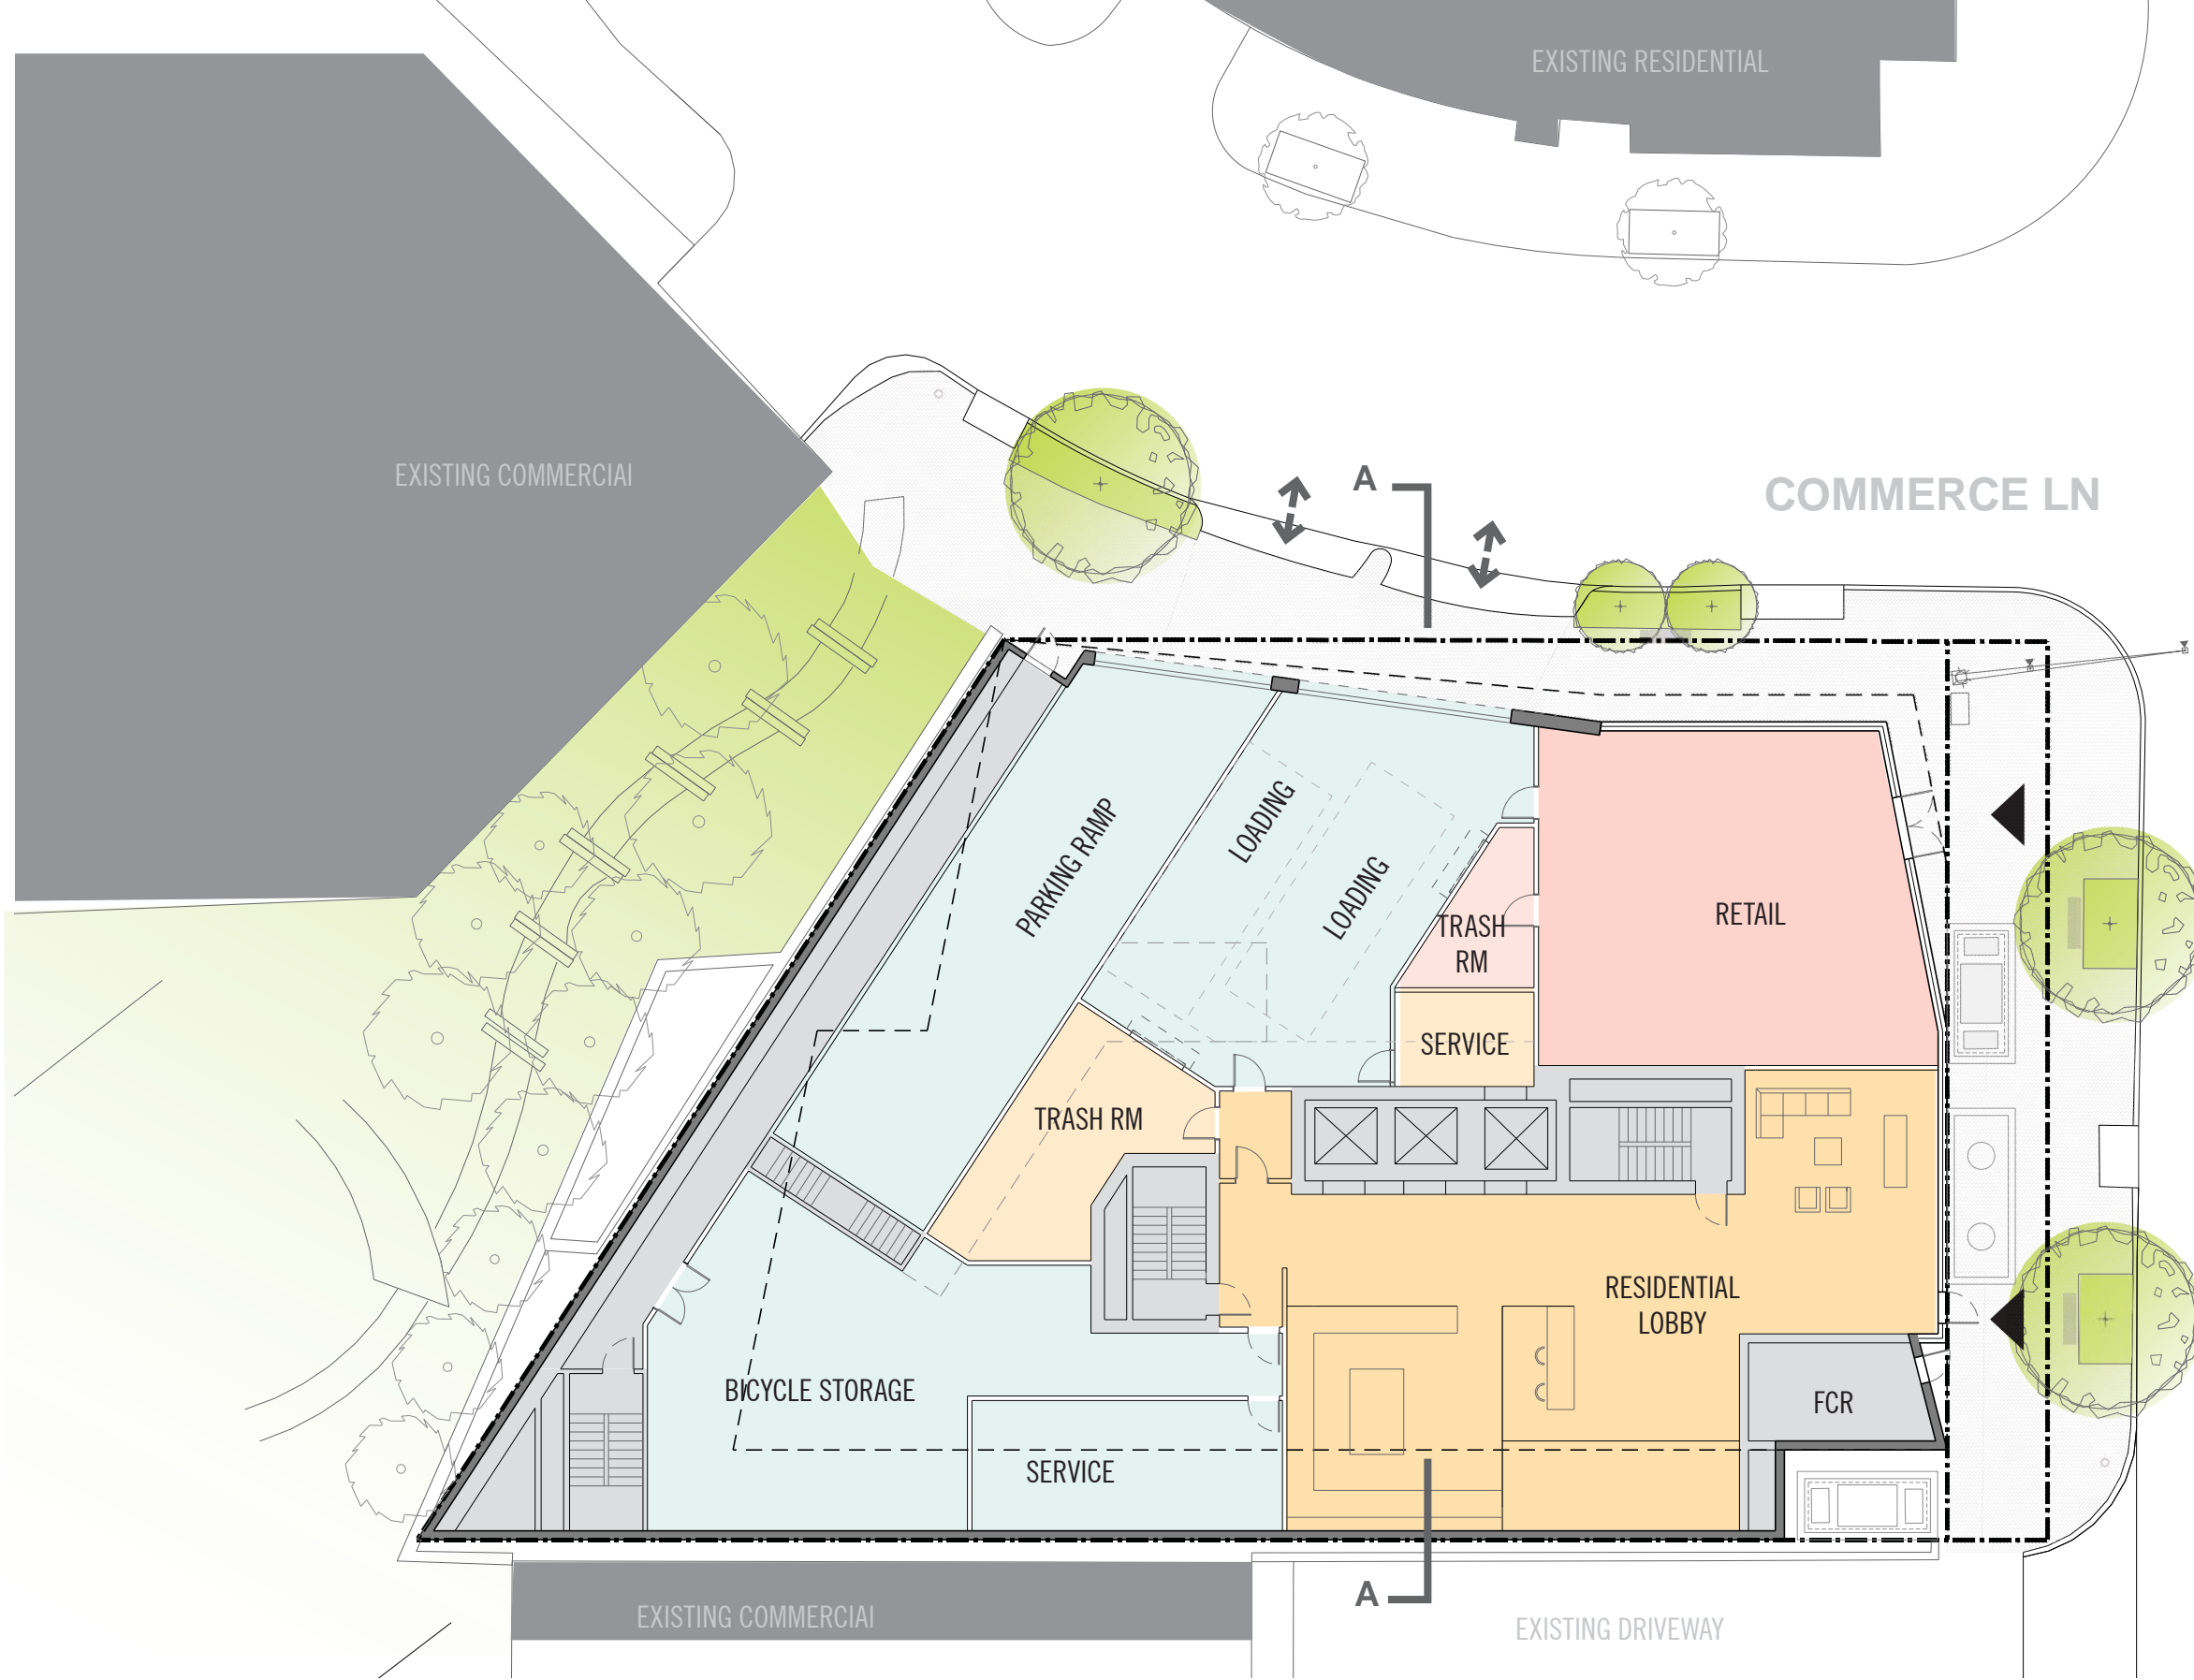 EXISTING RESIDENTIAL
EXISTING COMMERCIAI
A
COMMERCE LN
PARKING RAMP
LOADING
LOADING
TRASH
RM
RETAIL
SERVICE
TRASH RM
RESIDENTIAL
LOBBY
BICYCLE STORAGE
FCR
SERVICE
A
EXISTING COMMERCIAI
EXISTING DRIVEWAY